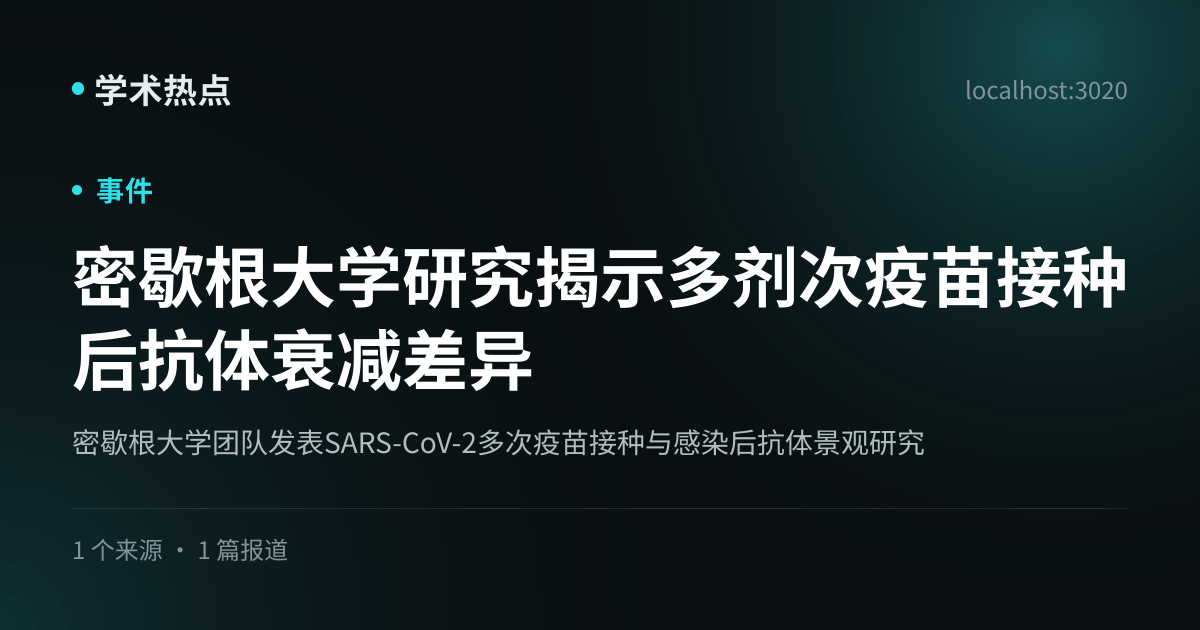 学术热点
localhost:3020
事件
密歇根大学研究揭示多剂次疫苗接种
后抗体衰减差异
密歇根大学团队发表SARS-CoV-2多次疫苗接种与感染后抗体景观研究
1 个来源 · 1 篇报道